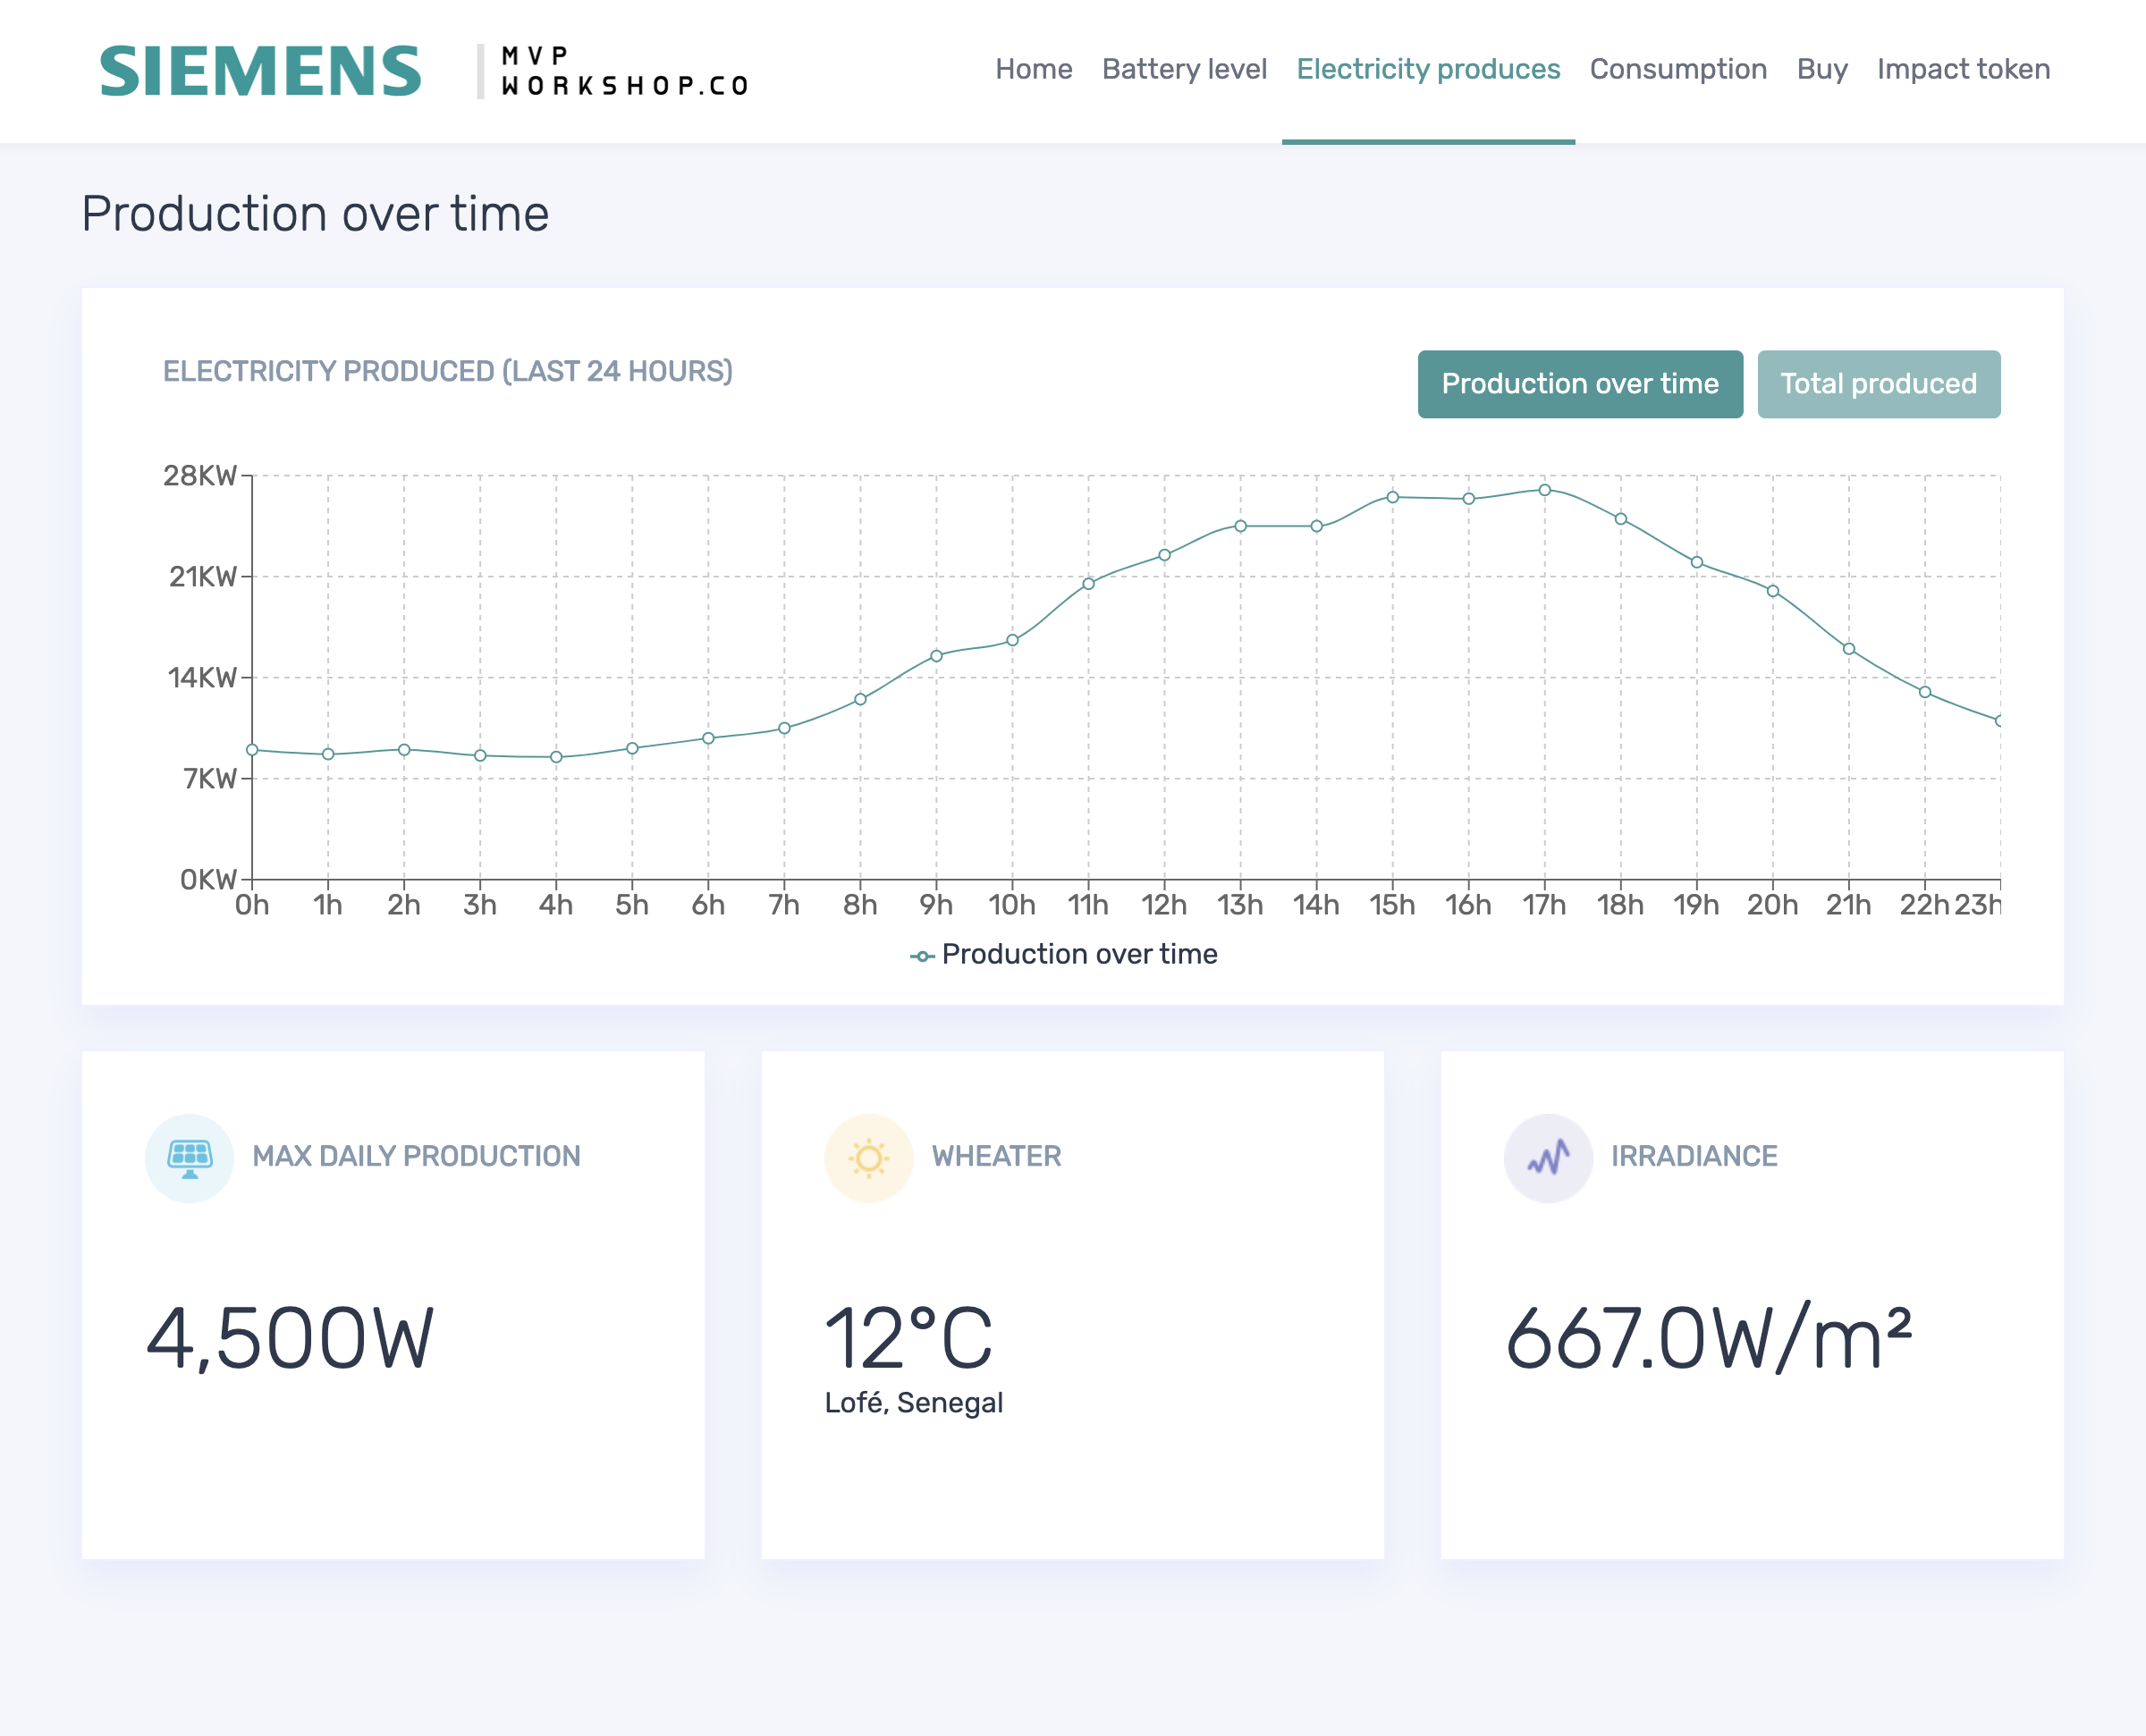 SIEMENS
MVP
WORKSHOP.CO
Home Battery level Electricity produces Consumption Buy Impact token
Production over time
ELECTRICITY PRODUCED (LAST 24 HOURS)
Production over time Total produced
28KW
21KW
14KW
7KW
0KW
0h 1h 2h 3h 4h 5h 6h 7h 8h 9h 10h 11h 12h 13h 14h 15h 16h 17h 18h 19h 20h 21h 22h 23h
Production over time
MAX DAILY PRODUCTION
4,500W
WHEATER
12°C
Lofé, Senegal
IRRADIANCE
667.0W/m²